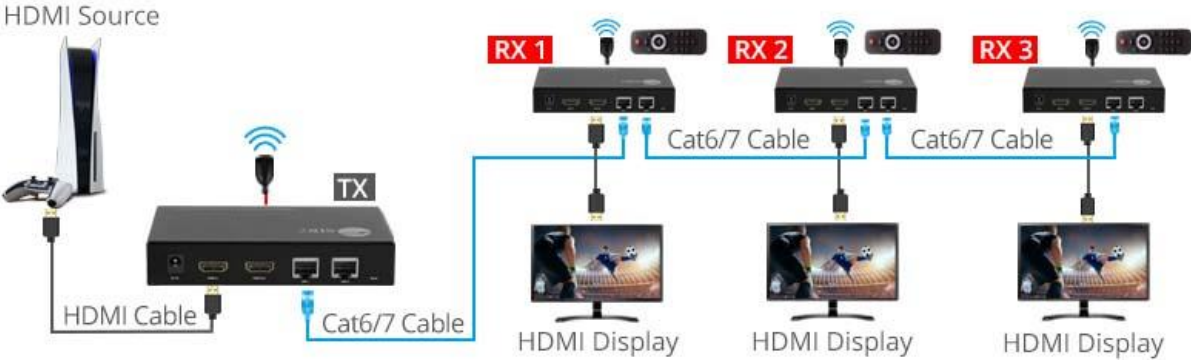 HDMI Source
RX 1
RX 2
RX 3
Cat6/7 Cable
Cat6/7 Cable
TX
HDMI Cable
Cat6/7 Cable
HDMI Display
HDMI Display
HDMI Display